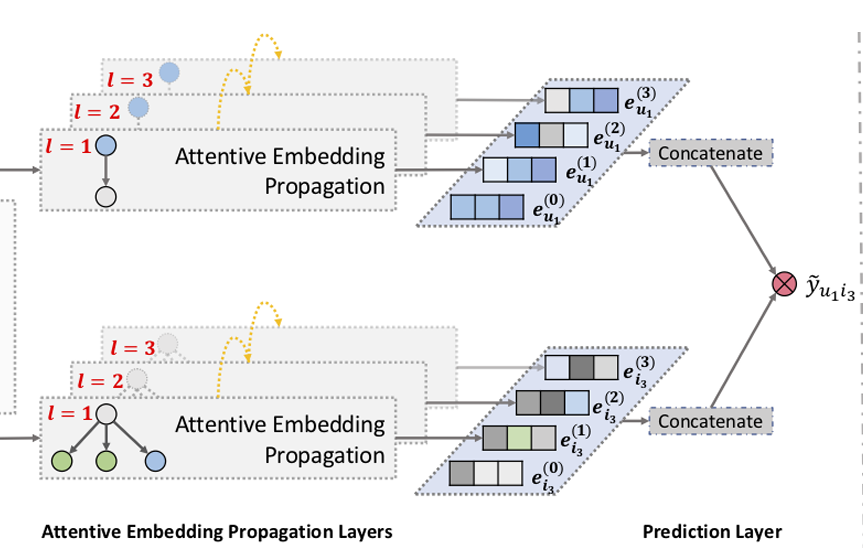 l = 3
l = 2
l = 1
Attentive Embedding
Propagation
e_{u_1}^{(3)}
e_{u_1}^{(2)}
e_{u_1}^{(1)}
e_{u_1}^{(0)}
Concatenate
ỹ_{u_1 i_3}
l = 3
l = 2
l = 1
Attentive Embedding
Propagation
e_{i_3}^{(3)}
e_{i_3}^{(2)}
e_{i_3}^{(1)}
e_{i_3}^{(0)}
Concatenate
Attentive Embedding Propagation Layers
Prediction Layer